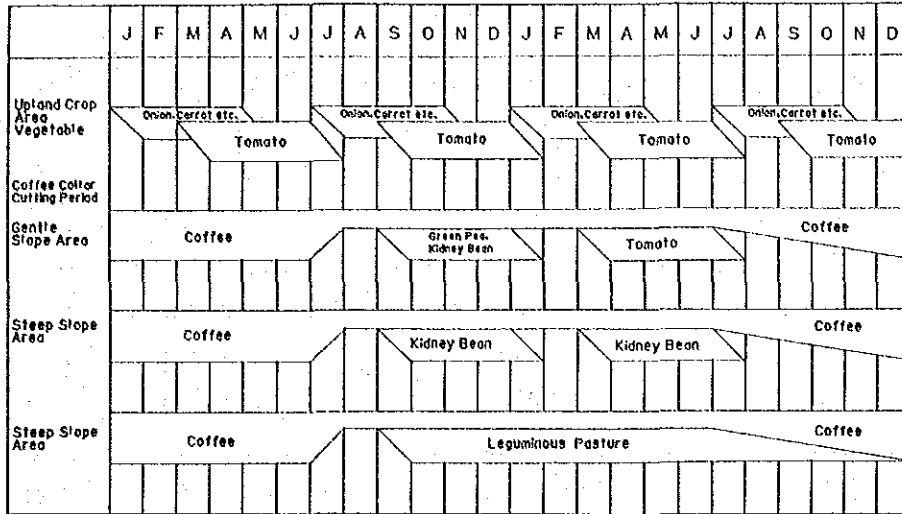 J F M A M J J A S O N D J F M A M J J A S O N D
Upland Crop
Area
Vegetable
Onion.Carrot etc. Onion.Carrot etc. Onion.Carrot etc. Onion.Carrot etc.
Tomato Tomato Tomato Tomato
Coffee Collar
Cutting Period
Gentle
Slope Area
Coffee
Green Pea.
Kidney Bean
Tomato
Coffee
Steep Slope
Area
Coffee
Kidney Bean
Kidney Bean
Coffee
Steep Slope
Area
Coffee
Leguminous Pasture
Coffee